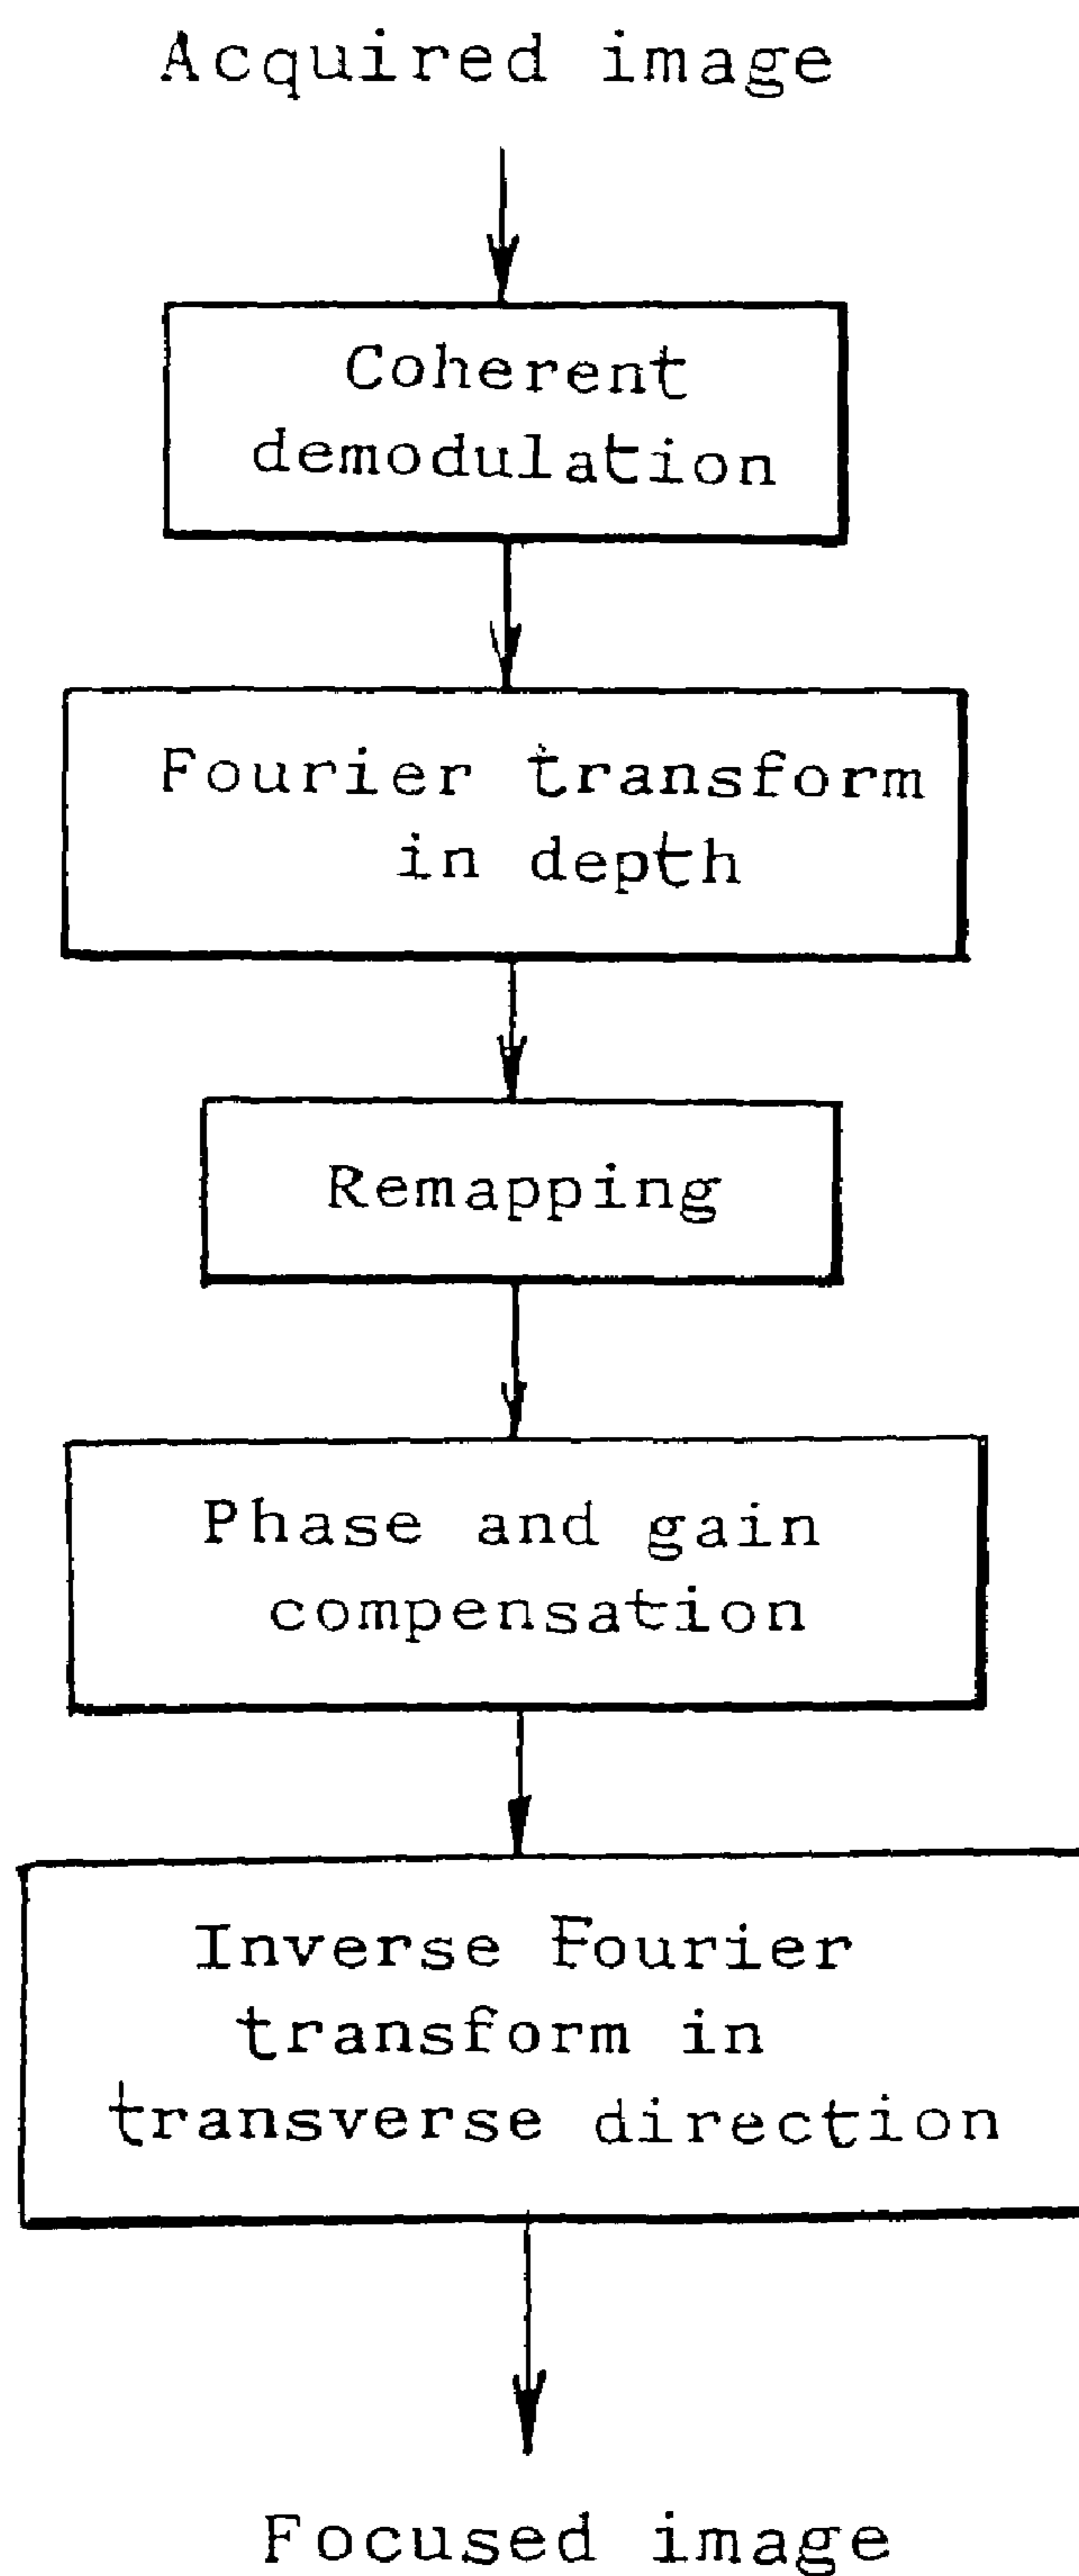 Acquired image
Coherent
demodulation
Fourier transform
in depth
Remapping
Phase and gain
compensation
Inverse Fourier
transform in
transverse direction
Focused image